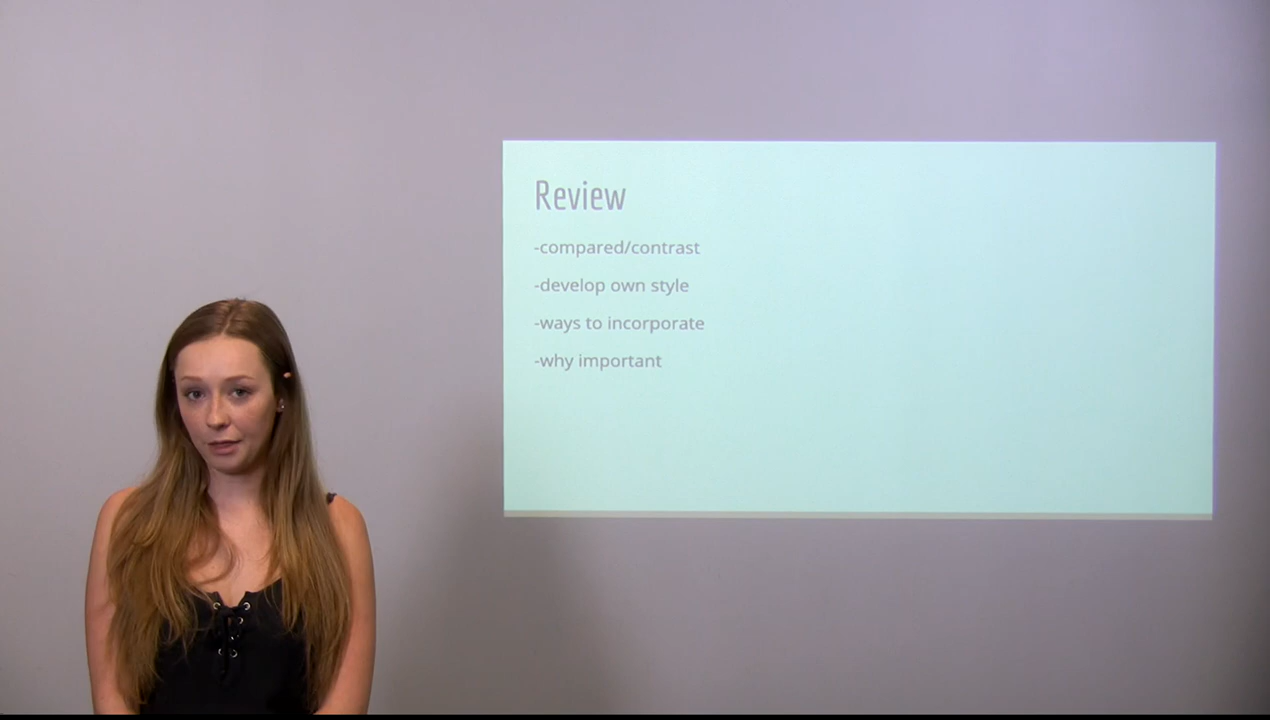 Review
-compared/contrast
-develop own style
-ways to incorporate
-why important